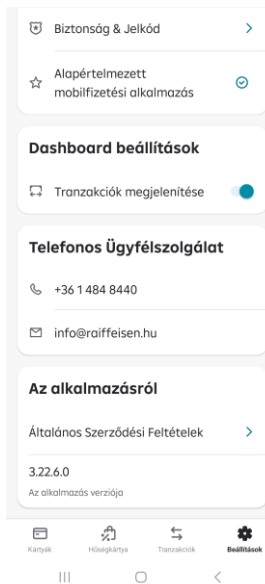 Biztonság & Jelkód
Alapértelmezett
mobilfizetési alkalmazás
Dashboard beállítások
Tranzakciók megjelenítése
Telefonos Ügyfélszolgálat
+36 1 484 8440
info@raiffeisen.hu
Az alkalmazásról
Általános Szerződési Feltételek
3.22.6.0
Az alkalmazás verziója
Kártyák
Hűségkártya
Tranzakciók
Beállítások